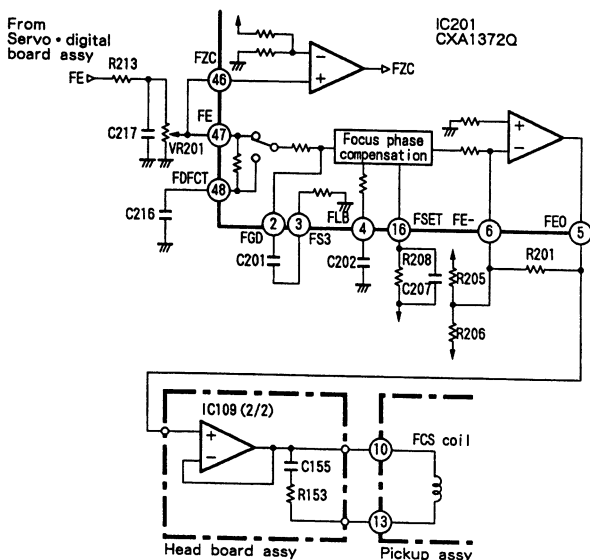 From
Servo•digital
board assy
IC201
CXA1372Q
FZC
FZC
R213
FE
46
FE
C217
VR201
47
Focus phase
compensation
FDFCT
48
C216
2
3
FLB
4
16
FSET
FE-
6
FEO
5
FGD
FS3
C201
C202
R208
C207
R205
R201
R206
IC109(2/2)
10
FCS coil
C155
R153
13
Head board assy
Pickup assy